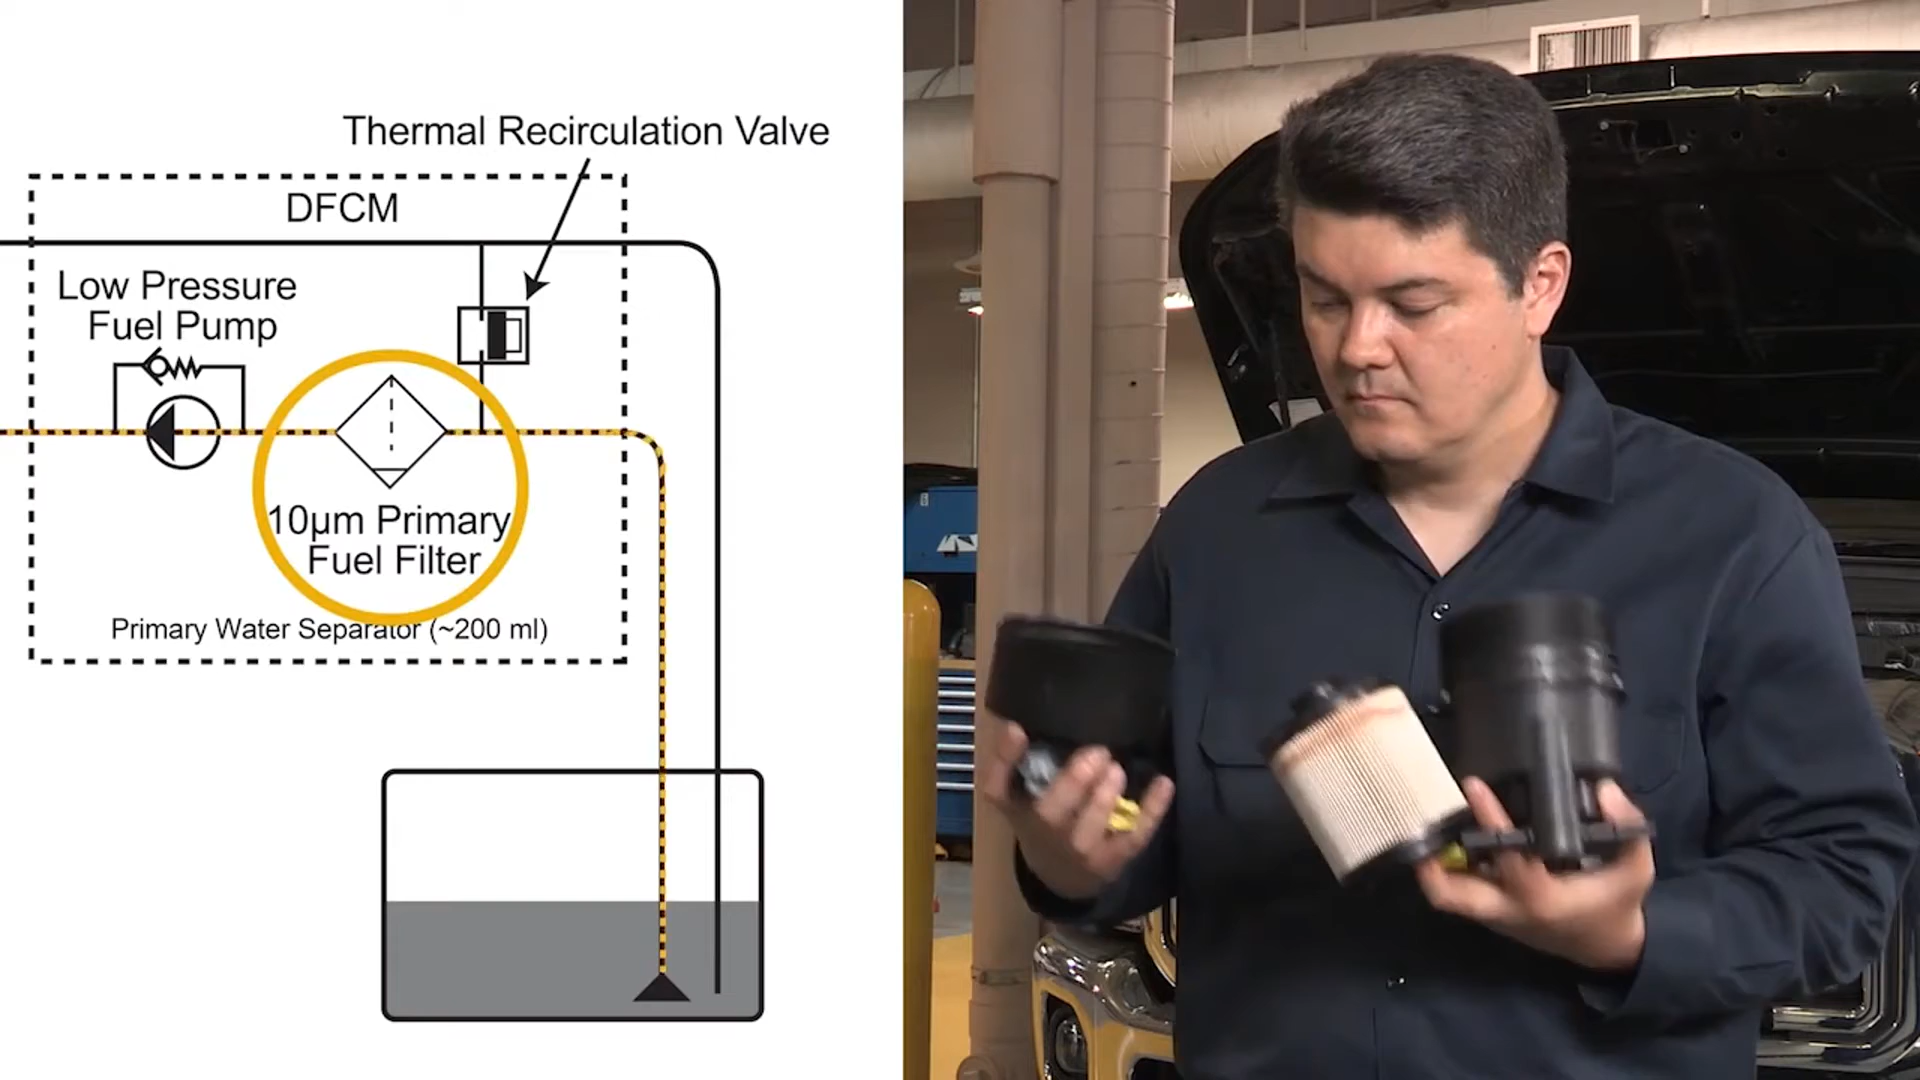 Thermal Recirculation Valve
DFCM
Low Pressure
Fuel Pump
10µm Primary
Fuel Filter
Primary Water Separator (~200 ml)